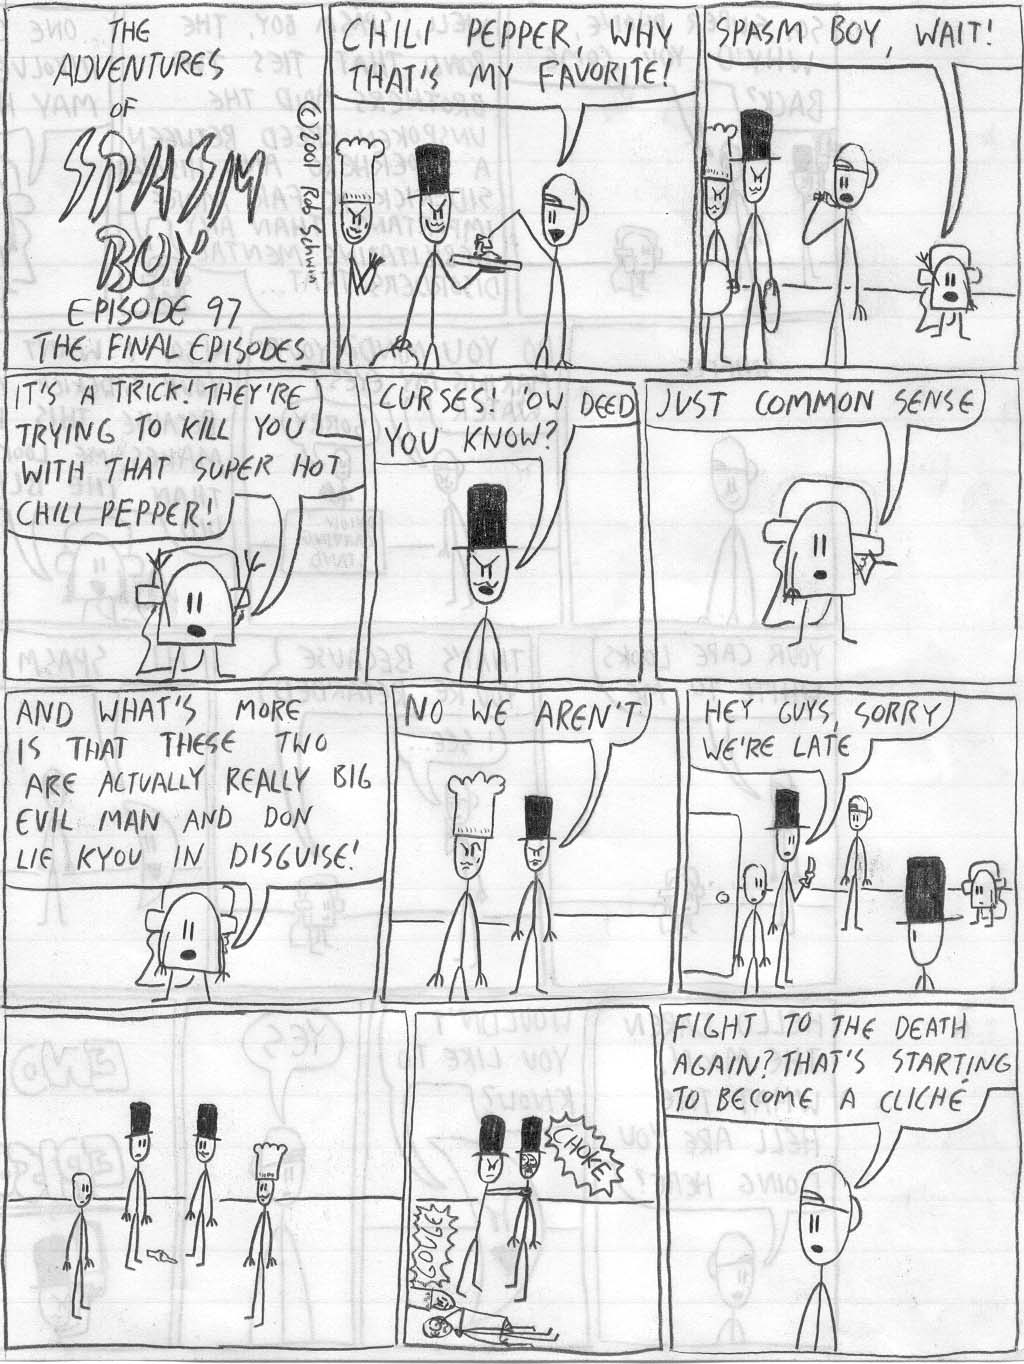 THE
ADVENTURES
OF
SPASM
BOY
EPISODE 97
THE FINAL EPISODES
(C) 2001 Rob Schwin
CHILI PEPPER, WHY
THAT'S MY FAVORITE!
SPASM BOY, WAIT!
IT'S A TRICK! THEY'RE
TRYING TO KILL YOU
WITH THAT SUPER HOT
CHILI PEPPER!
CURSES! 'OW DEED
YOU KNOW?
JUST COMMON SENSE
AND WHAT'S MORE
IS THAT THESE TWO
ARE ACTUALLY REALLY BIG
EVIL MAN AND DON
LIE KYOU IN DISGUISE!
NO WE AREN'T
HEY GUYS, SORRY
WE'RE LATE
CHOKE
GOUGE
FIGHT TO THE DEATH
AGAIN? THAT'S STARTING
TO BECOME A CLICHÉ